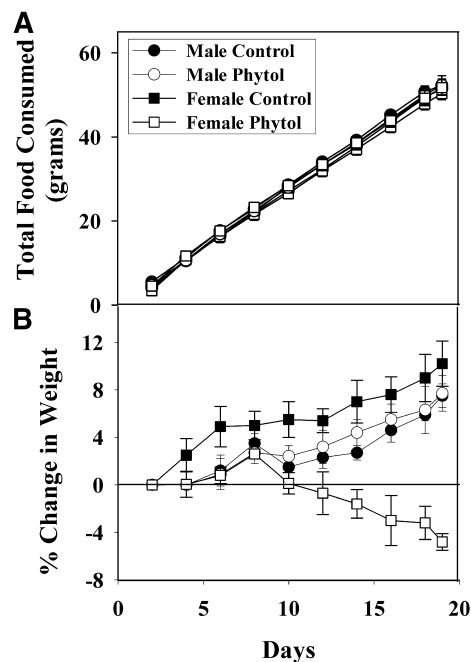 A
Total Food Consumed
(grams)
60
40
20
0
Male Control
Male Phytol
Female Control
Female Phytol
B
% Change in Weight
12
8
4
0
-4
-8
0 5 10 15 20
Days